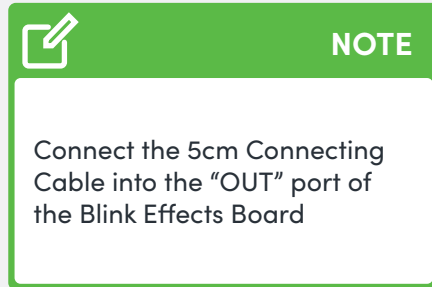 NOTE
Connect the 5cm Connecting
Cable into the “OUT” port of
the Blink Effects Board